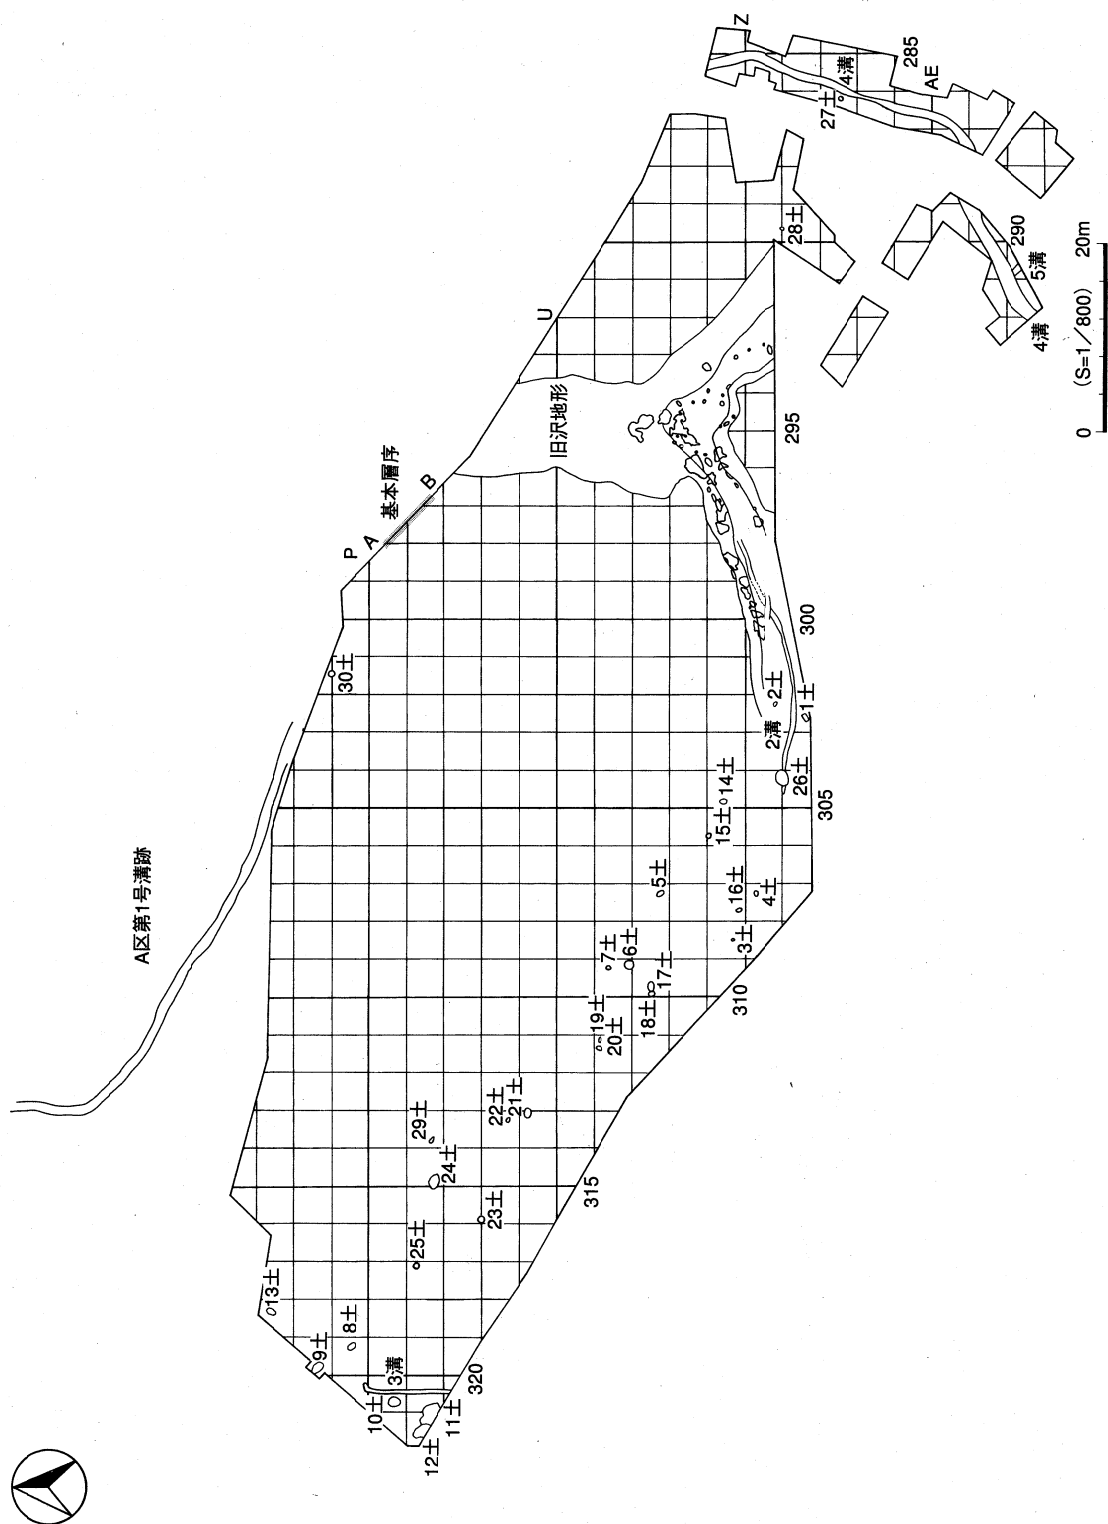 Z
285
4溝
AE
27土
28土
290
5溝
4溝
20m
(S=1/800)
0
U
旧沢地形
295
基本層序
B
A
P
300
30土
2土
1土
2溝
26土
14土
15土
305
A区第1号溝跡
5土
16土
4土
3土
7土
6土
17土
310
18土
19土
20土
22土
21土
29土
24土
315
23土
25土
13土
8土
9土
3溝
320
10土
11土
12土